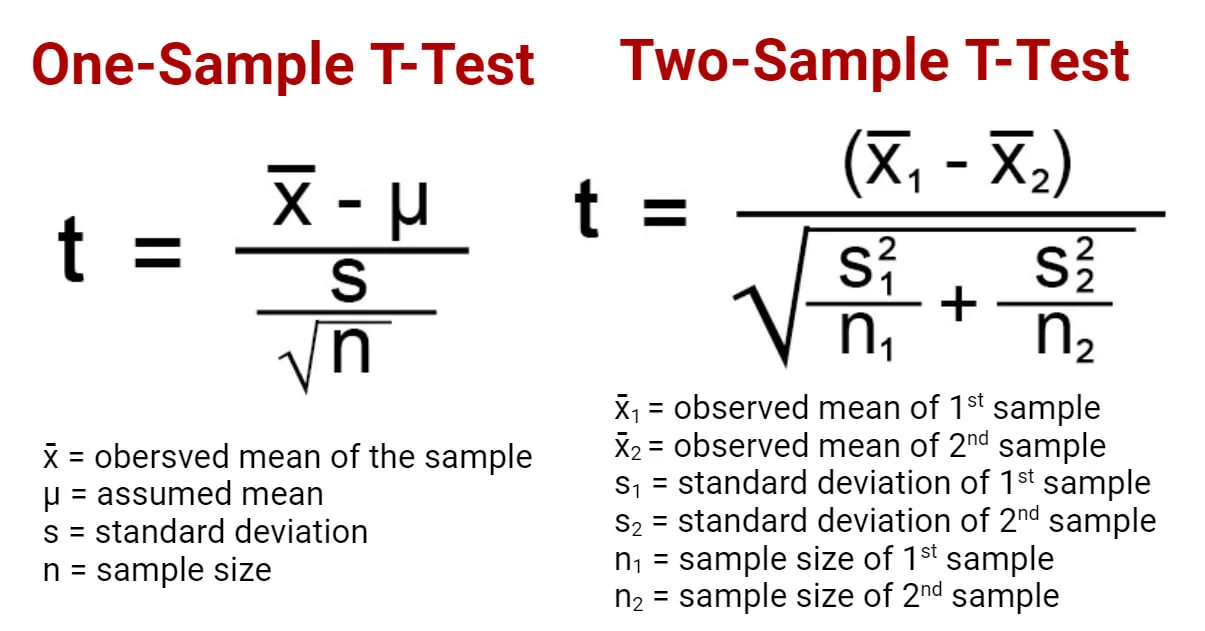 One-Sample T-Test
t = (x̄ - μ) / (s / √n)
x̄ = obersved mean of the sample
μ = assumed mean
s = standard deviation
n = sample size
Two-Sample T-Test
t = (x̄₁ - x̄₂) / √(s₁²/n₁ + s₂²/n₂)
x̄₁ = observed mean of 1ˢᵗ sample
x̄₂ = observed mean of 2ⁿᵈ sample
s₁ = standard deviation of 1ˢᵗ sample
s₂ = standard deviation of 2ⁿᵈ sample
n₁ = sample size of 1ˢᵗ sample
n₂ = sample size of 2ⁿᵈ sample